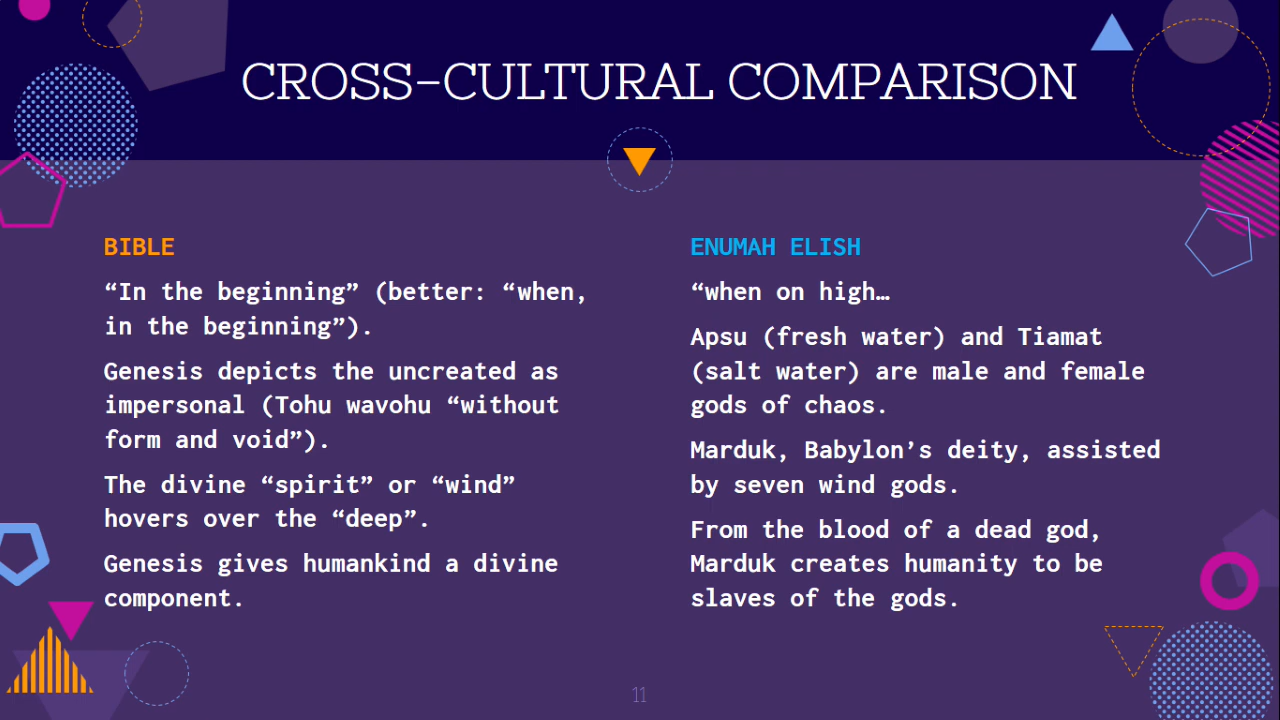 CROSS-CULTURAL COMPARISON
BIBLE
“In the beginning” (better: “when,
in the beginning”).
Genesis depicts the uncreated as
impersonal (Tohu wavohu “without
form and void”).
The divine “spirit” or “wind”
hovers over the “deep”.
Genesis gives humankind a divine
component.
ENUMAH ELISH
“when on high…
Apsu (fresh water) and Tiamat
(salt water) are male and female
gods of chaos.
Marduk, Babylon’s deity, assisted
by seven wind gods.
From the blood of a dead god,
Marduk creates humanity to be
slaves of the gods.
11